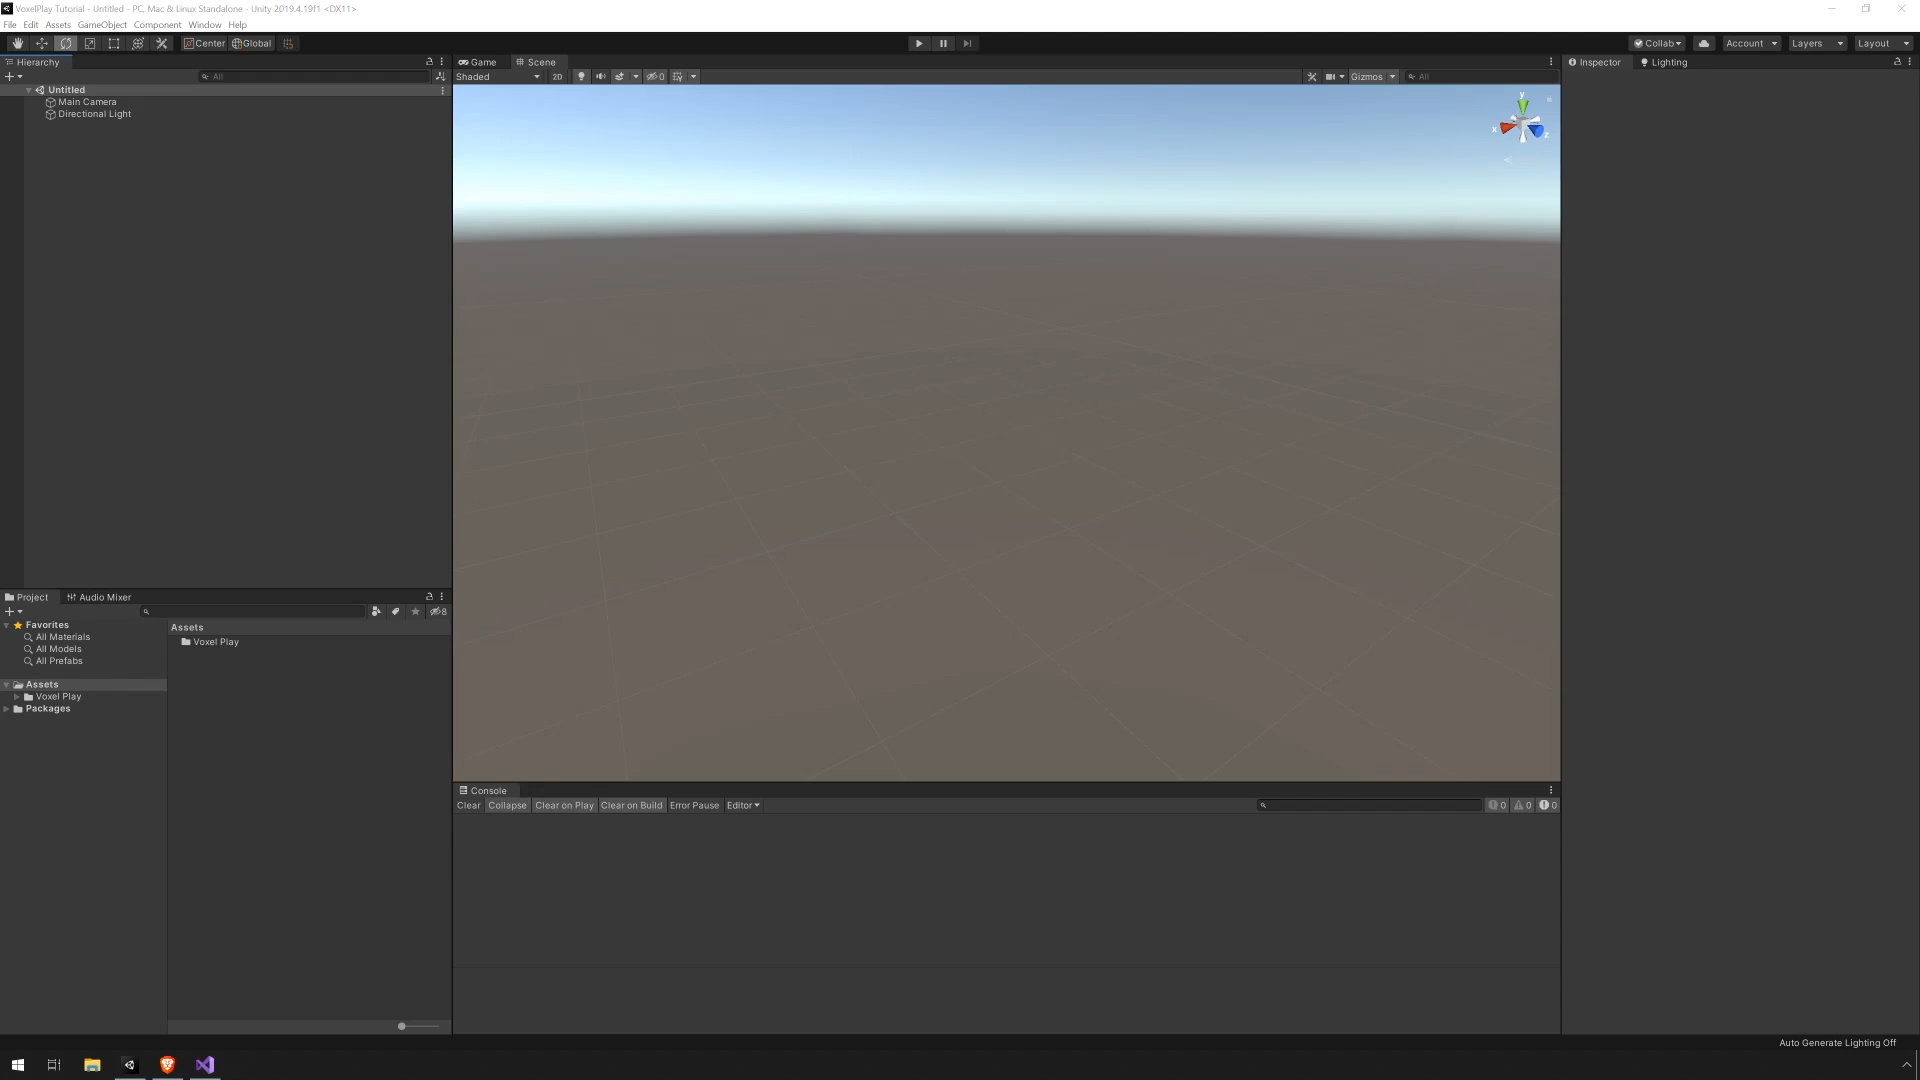 VoxelPlay Tutorial - Untitled - PC, Mac & Linux Standalone - Unity 2019.4.19f1 <DX11>
File Edit Assets GameObject Component Window Help
Center Global Collab Account Layers Layout
Hierarchy
All
Untitled
Main Camera
Directional Light
Game Scene
Shaded 2D 0 Gizmos All
y
x
z
Inspector Lighting
Project Audio Mixer
8
Favorites
All Materials
All Models
All Prefabs
Assets
Voxel Play
Packages
Assets
Voxel Play
Console
Clear Collapse Clear on Play Clear on Build Error Pause Editor 0 0 0
Auto Generate Lighting Off